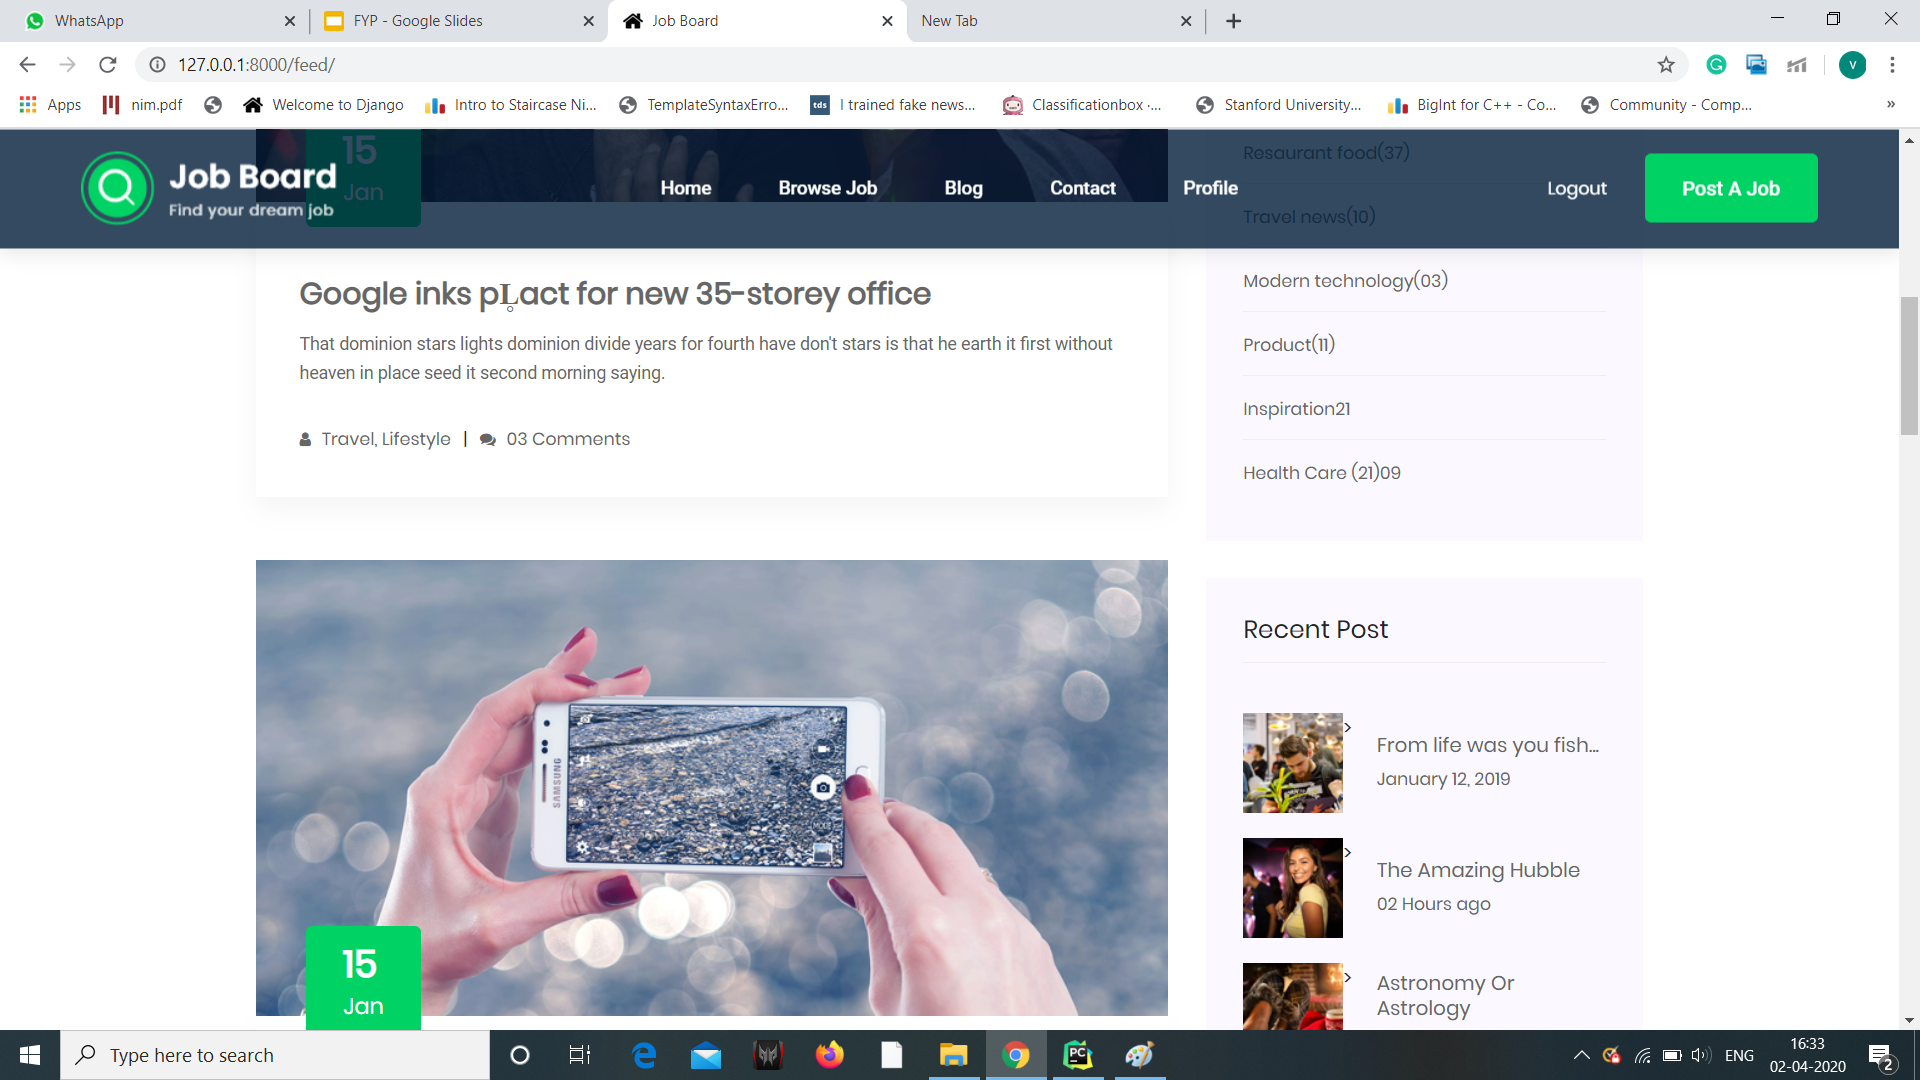 WhatsApp
FYP - Google Slides
Job Board
New Tab
127.0.0.1:8000/feed/
V
Apps
nim.pdf
Welcome to Django
Intro to Staircase Ni...
TemplateSyntaxErro...
tds
I trained fake news...
Classificationbox ·...
Stanford University...
BigInt for C++ - Co...
Community - Comp...
»
Job Board
Find your dream job
15
Jan
Home
Browse Job
Blog
Contact
Profile
Logout
Post A Job
Resaurant food(37)
Travel news(10)
Modern technology(03)
Product(11)
Inspiration21
Health Care (21)09
Google inks pact for new 35-storey office
That dominion stars lights dominion divide years for fourth have don't stars is that he earth it first without
heaven in place seed it second morning saying.
Travel, Lifestyle | 03 Comments
SAMSUNG
MODE
15
Jan
Recent Post
>
From life was you fish...
January 12, 2019
>
The Amazing Hubble
02 Hours ago
>
Astronomy Or
Astrology
Type here to search
PC
ENG
16:33
02-04-2020
2